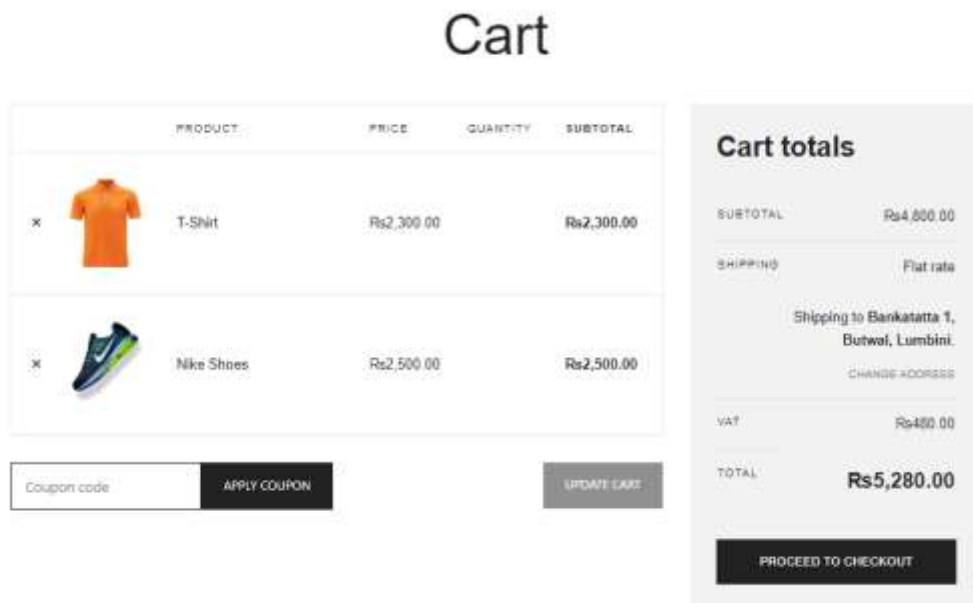 Cart
PRODUCT PRICE QUANTITY SUBTOTAL
× T-Shirt Rs2,300.00 Rs2,300.00
× Nike Shoes Rs2,500.00 Rs2,500.00
Coupon code APPLY COUPON UPDATE CART
Cart totals
SUBTOTAL Rs4,800.00
SHIPPING Flat rate
Shipping to Bankatatta 1,
Butwal, Lumbini.
CHANGE ADDRESS
VAT Rs480.00
TOTAL Rs5,280.00
PROCEED TO CHECKOUT